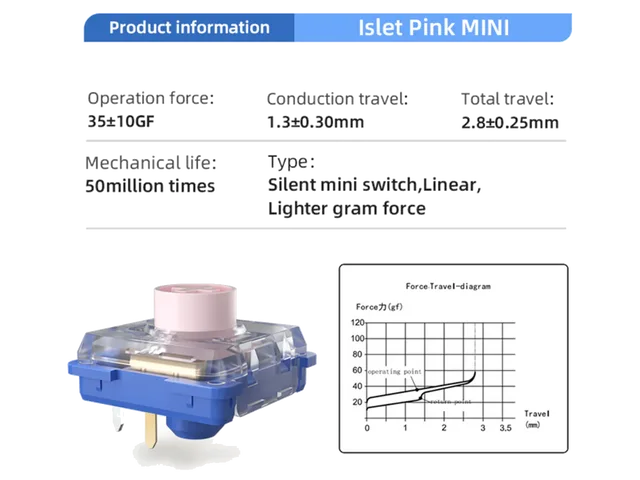 Product information
Islet Pink MINI
Operation force:
35±10GF
Conduction travel:
1.3±0.30mm
Total travel:
2.8±0.25mm
Mechanical life:
50million times
Type:
Silent mini switch,Linear,
Lighter gram force
Force Travel-diagram
Force力(gf)
120
100
80
60
40
20
operating point
return point
0
1
2
3
3.5
Travel
(mm)